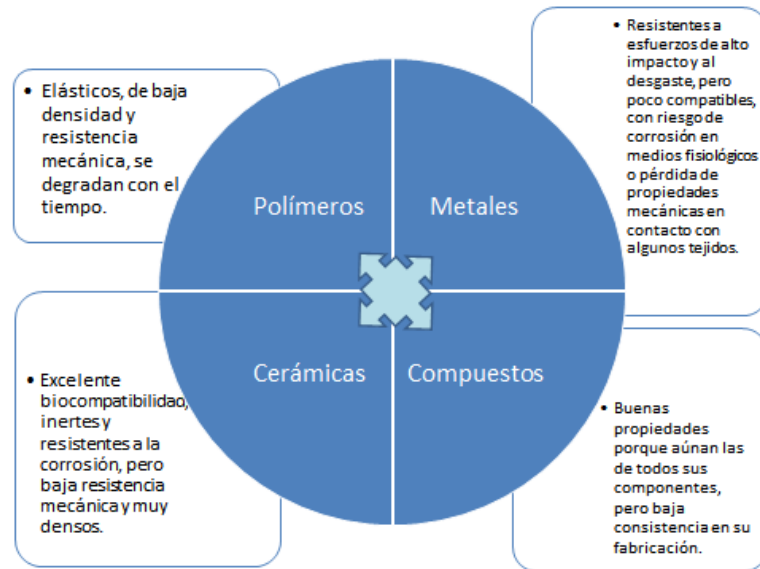 • Elásticos, de baja
densidad y
resistencia
mecánica, se
degradan con el
tiempo.
Polímeros
Metales
• Resistentes a
esfuerzos de alto
impacto y al
desgaste, pero
poco compatibles,
con riesgo de
corrosión en
medios fisiológicos
o pérdida de
propiedades
mecánicas en
contacto con
algunos tejidos.
• Excelente
biocompatibilidad,
inertes y
resistentes a la
corrosión, pero
baja resistencia
mecánica y muy
densos.
Cerámicas
Compuestos
• Buenas
propiedades
porque aúnan las
de todos sus
componentes,
pero baja
consistencia en su
fabricación.